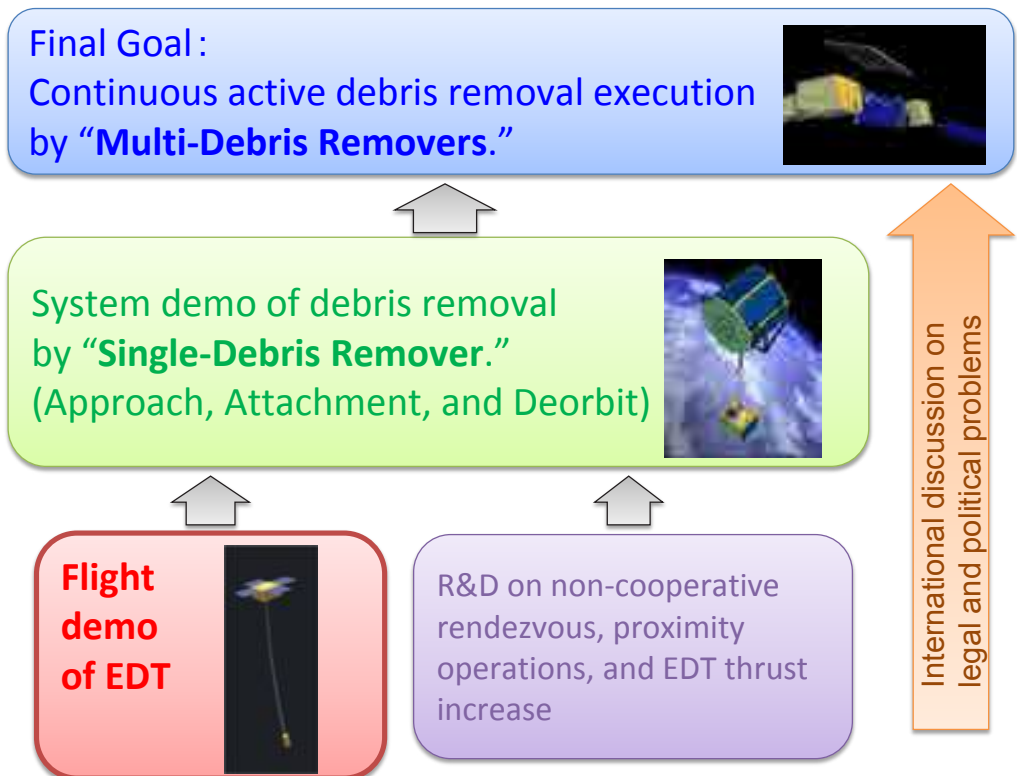 Final Goal :
Continuous active debris removal execution
by “Multi-Debris Removers.”
System demo of debris removal
by “Single-Debris Remover.”
(Approach, Attachment, and Deorbit)
Flight
demo
of EDT
R&D on non-cooperative
rendezvous, proximity
operations, and EDT thrust
increase
International discussion on
legal and political problems